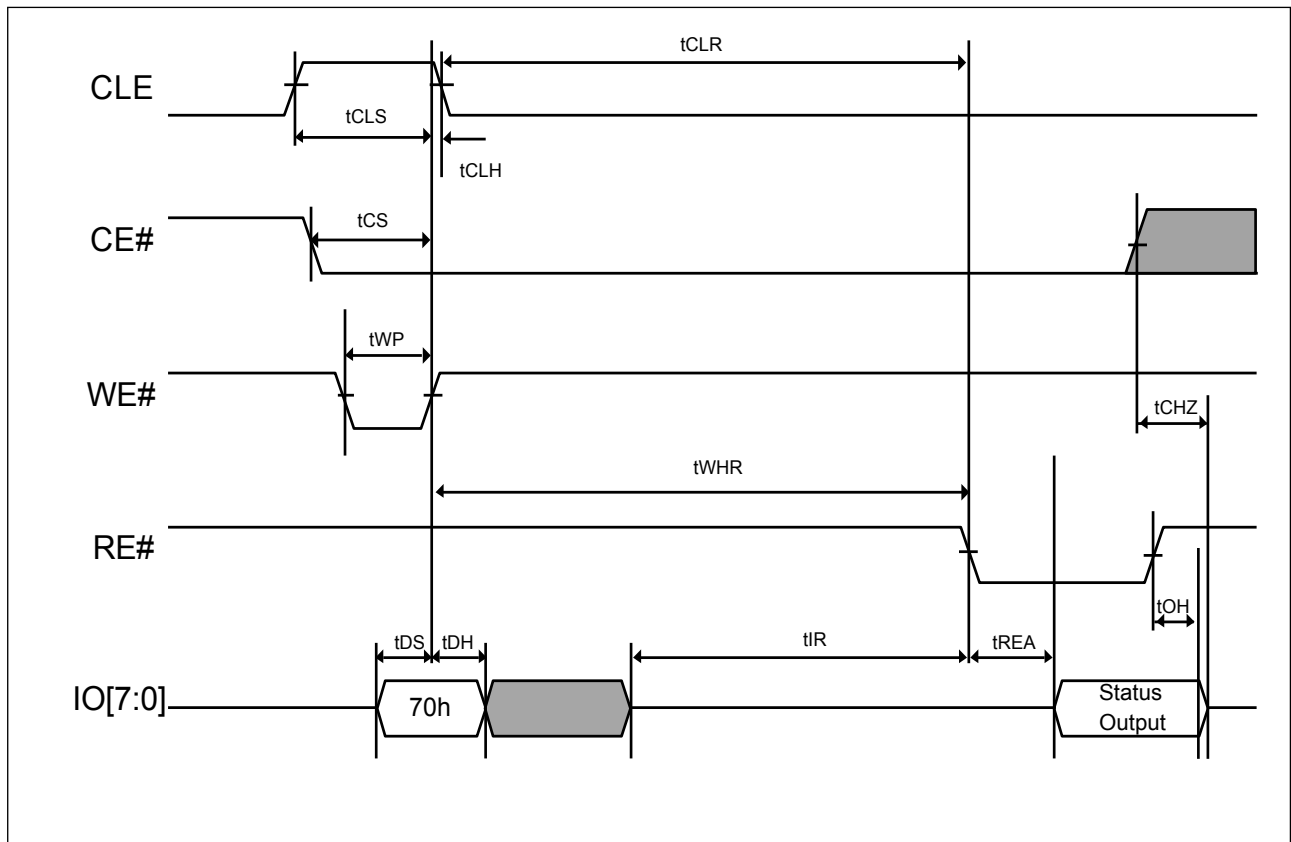 tCLR
CLE
tCLS
tCLH
tCS
CE#
tWP
WE#
tCHZ
tWHR
RE#
tOH
tDS
tDH
tIR
tREA
IO[7:0]
70h
Status
Output